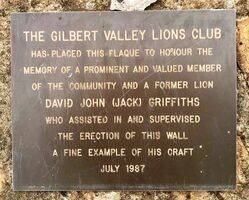 THE GILBERT VALLEY LIONS CLUB
HAS PLACED THIS PLAQUE TO HONOUR THE
MEMORY OF A PROMINENT AND VALUED MEMBER
OF THE COMMUNITY AND A FORMER LION
DAVID JOHN (JACK) GRIFFITHS
WHO ASSISTED IN AND SUPERVISED
THE ERECTION OF THIS WALL
A FINE EXAMPLE OF HIS CRAFT
JULY 1987